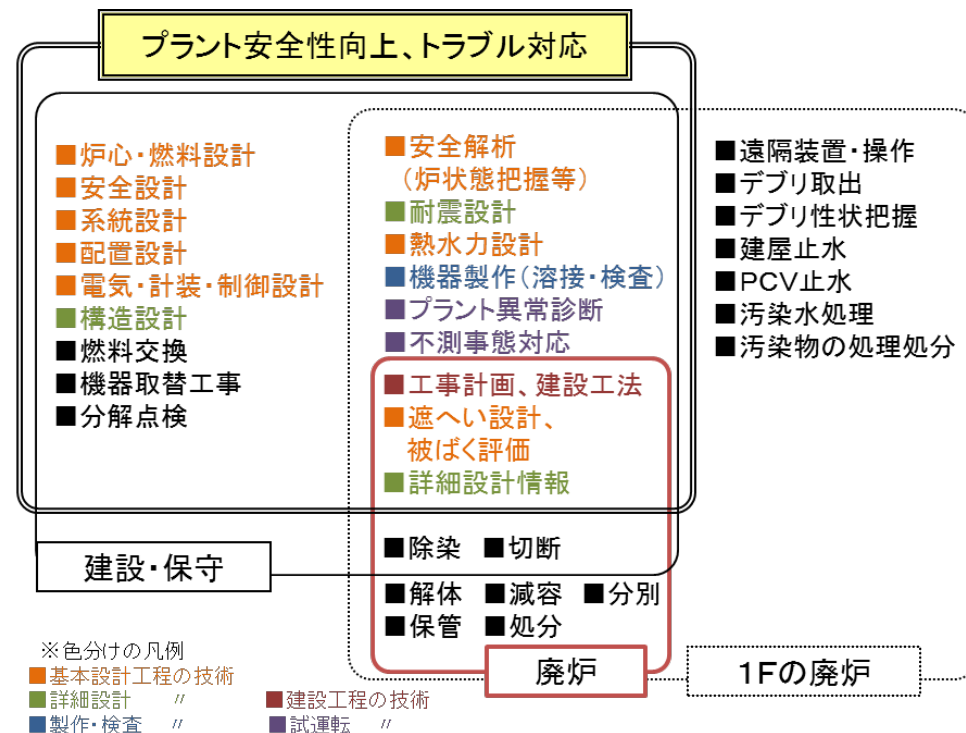 プラント安全性向上、トラブル対応
■炉心・燃料設計
■安全設計
■系統設計
■配置設計
■電気・計装・制御設計
■構造設計
■燃料交換
■機器取替工事
■分解点検
■安全解析
（炉状態把握等）
■耐震設計
■熱水力設計
■機器製作（溶接・検査）
■プラント異常診断
■不測事態対応
■工事計画、建設工法
■遮へい設計、
被ばく評価
■詳細設計情報
■除染 ■切断
■解体 ■減容 ■分別
■保管 ■処分
■遠隔装置・操作
■デブリ取出
■デブリ性状把握
■建屋止水
■PCV止水
■汚染水処理
■汚染物の処理処分
建設・保守
廃炉
1Fの廃炉
※色分けの凡例
■基本設計工程の技術
■詳細設計 〃 ■建設工程の技術
■製作・検査 〃 ■試運転 〃